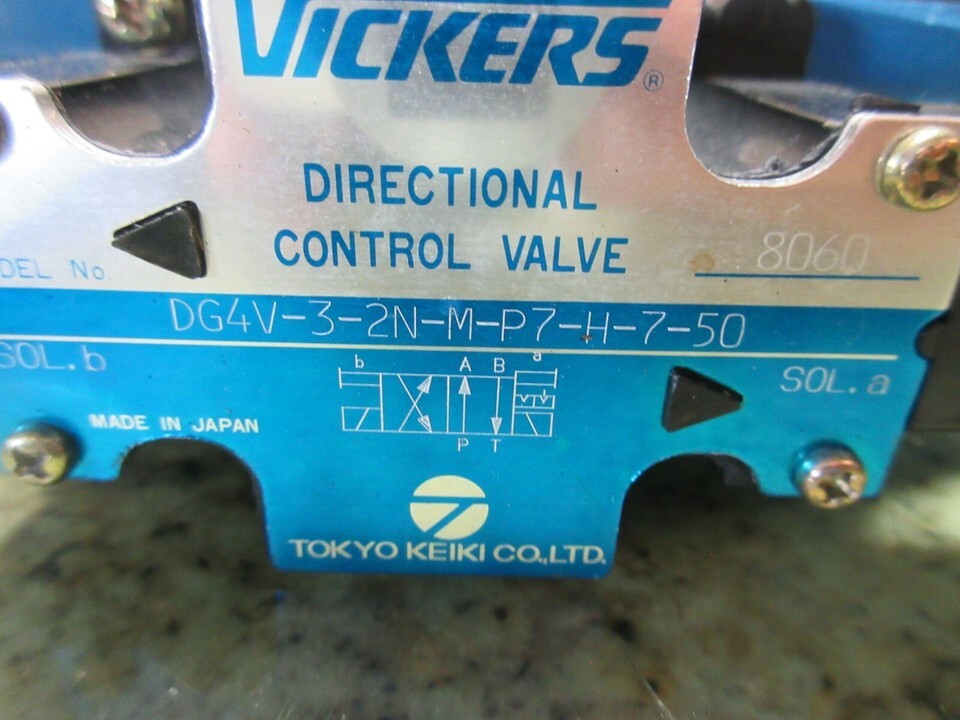 VICKERS®
DIRECTIONAL
CONTROL VALVE
8060
DEL No.
DG4V-3-2N-M-P7-H-7-50
SOL.b
SOL.a
b A B a
P T
MADE IN JAPAN
TOKYO KEIKI CO.,LTD.